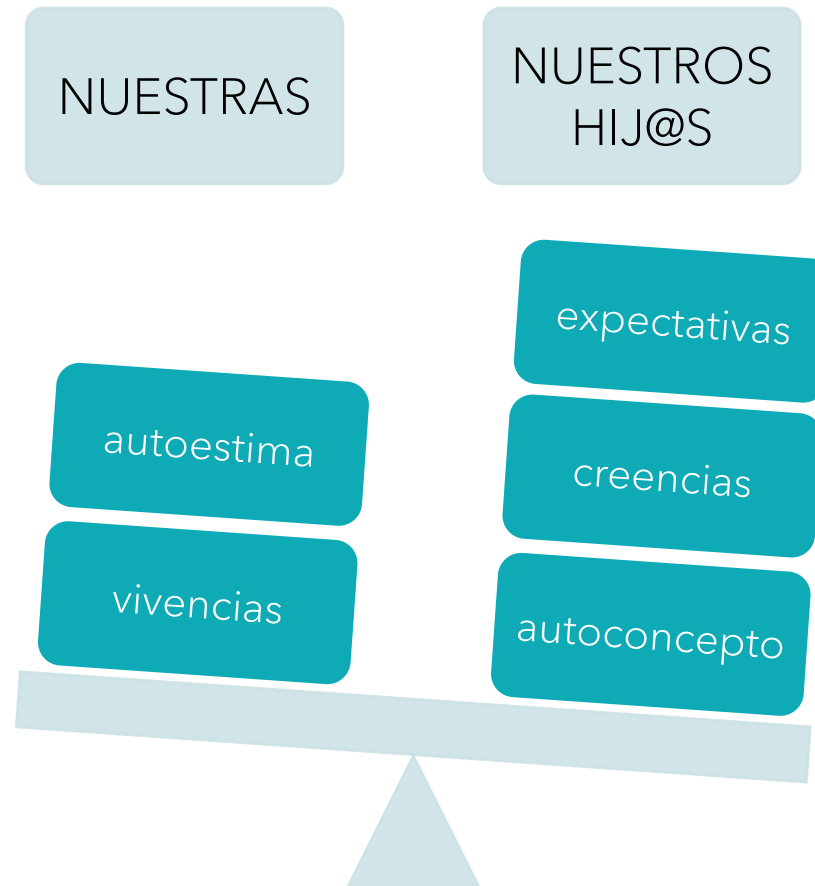 NUESTRAS
NUESTROS
HIJ@S
autoestima
vivencias
expectativas
creencias
autoconcepto